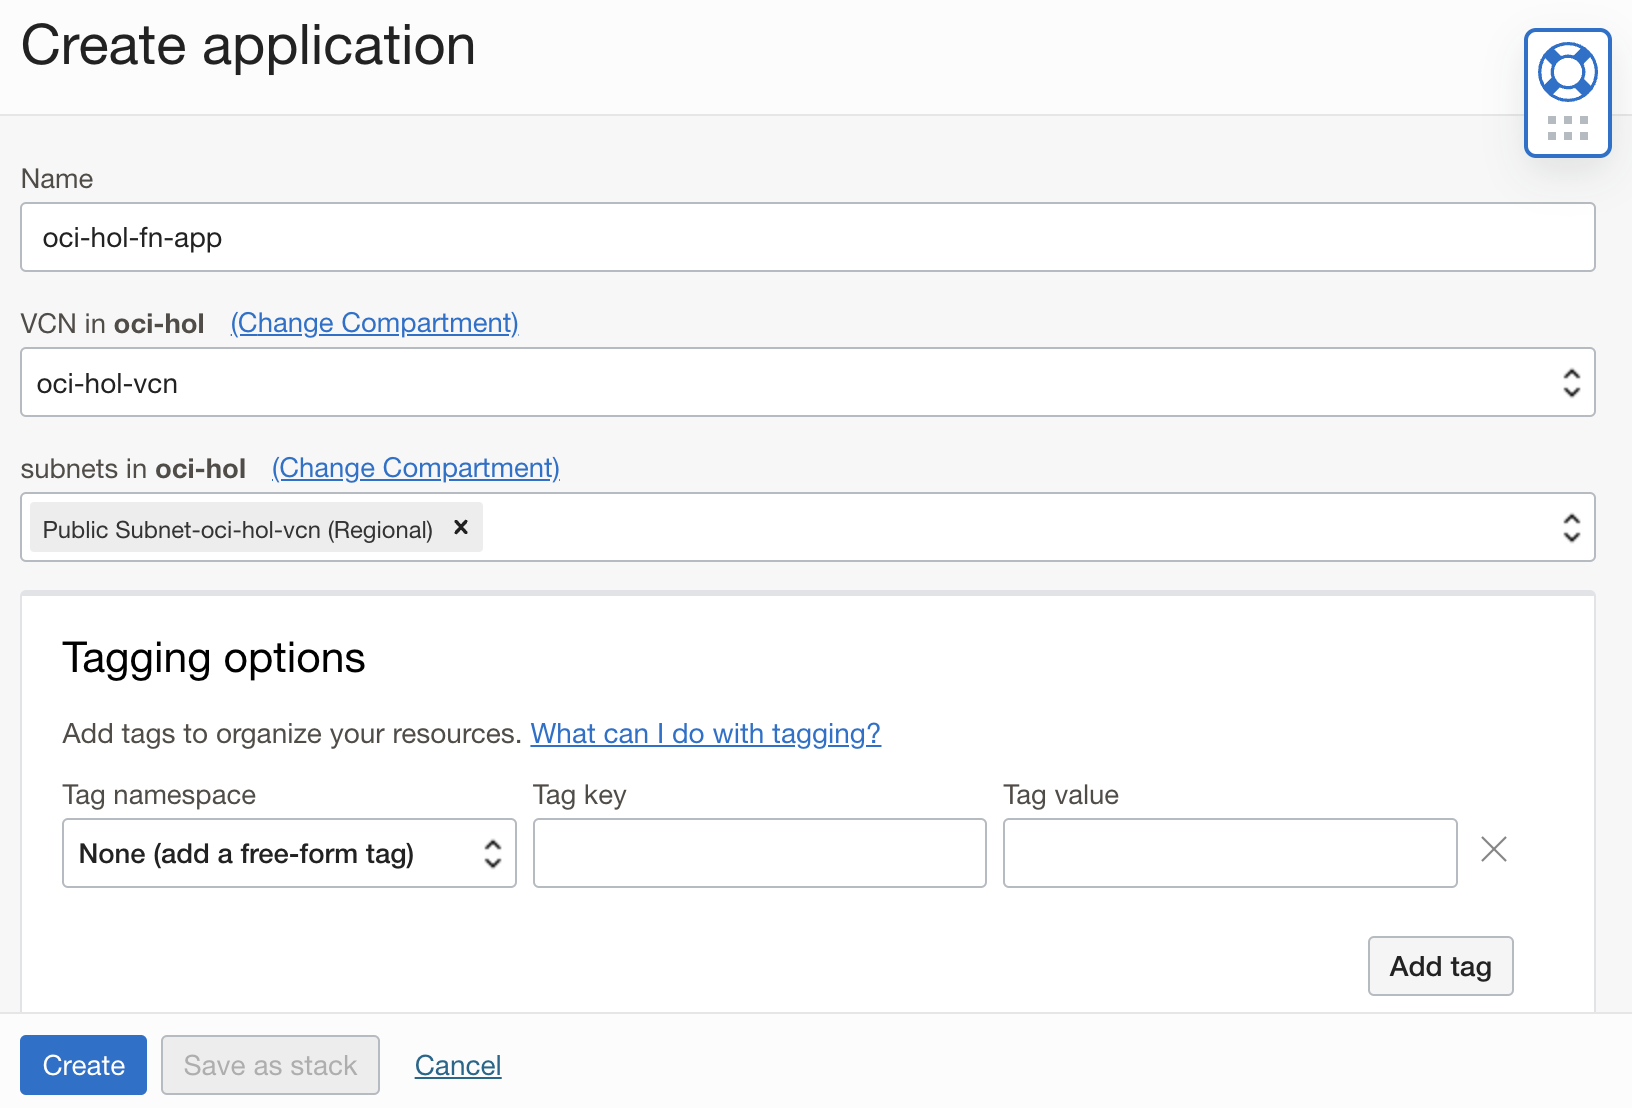 Create application
Name
oci-hol-fn-app
VCN in oci-hol (Change Compartment)
oci-hol-vcn
subnets in oci-hol (Change Compartment)
Public Subnet-oci-hol-vcn (Regional) ×
Tagging options
Add tags to organize your resources. What can I do with tagging?
Tag namespace Tag key Tag value
None (add a free-form tag)
Add tag
Create Save as stack Cancel